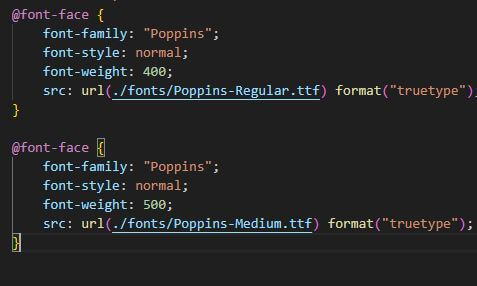 @font-face {
    font-family: "Poppins";
    font-style: normal;
    font-weight: 400;
    src: url(./fonts/Poppins-Regular.ttf) format("truetype");
}

@font-face {
    font-family: "Poppins";
    font-style: normal;
    font-weight: 500;
    src: url(./fonts/Poppins-Medium.ttf) format("truetype");
}